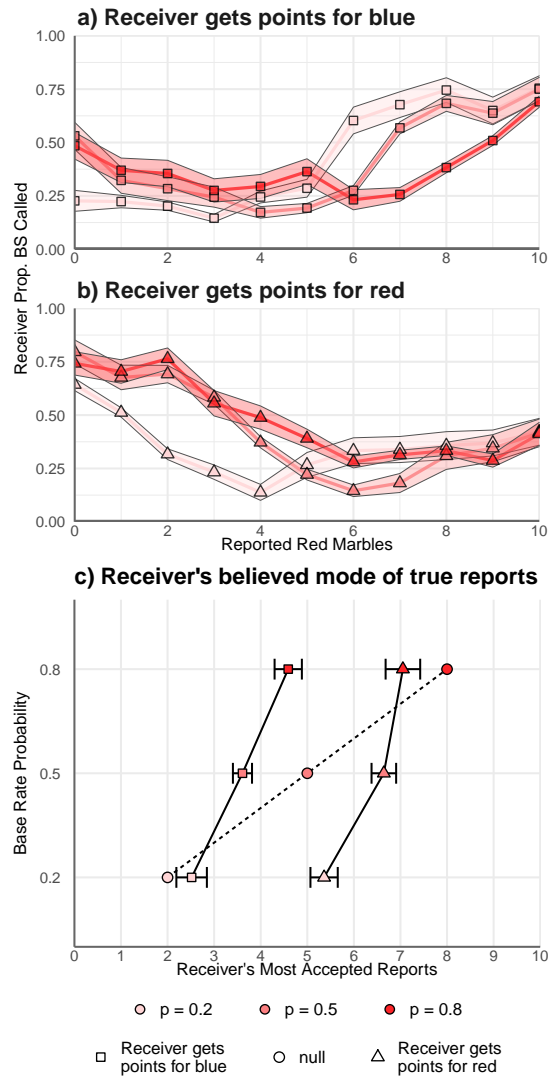 a) Receiver gets points for blue
1.00
0.75
0.50
0.25
0.00
0 2 4 6 8 10
Receiver Prop. BS Called
b) Receiver gets points for red
1.00
0.75
0.50
0.25
0.00
0 2 4 6 8 10
Reported Red Marbles
c) Receiver's believed mode of true reports
0.8
0.5
0.2
Base Rate Probability
0 1 2 3 4 5 6 7 8 9 10
Receiver's Most Accepted Reports
p = 0.2 p = 0.5 p = 0.8
Receiver gets points for blue
null
Receiver gets points for red